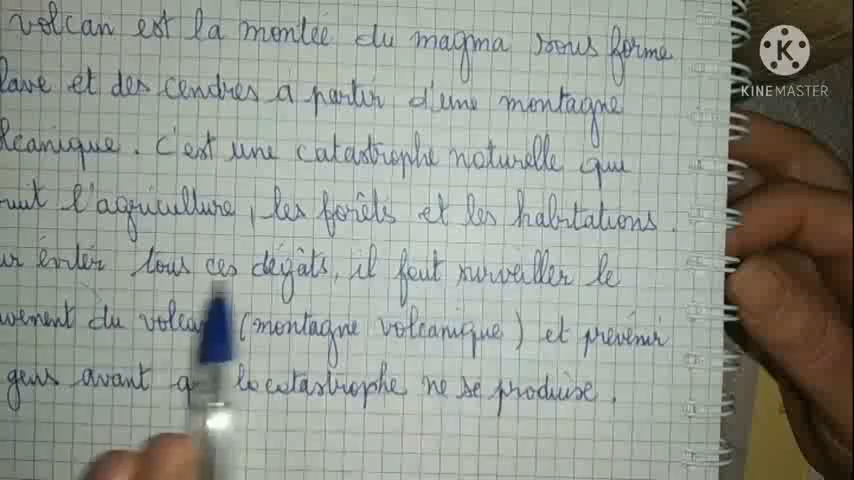 volcan est la montée du magma sous forme
lave et des cendres a partir d'une montagne
lcanique. c'est une catastrophe naturelle qui
ruit l'agriculture, les forêts et les habitations.
ur éviter tous ces dégâts, il faut surveiller le
vement du volcan (montagne volcanique) et prévenir
gens avant q la catastrophe ne se produise.
KINEMASTER